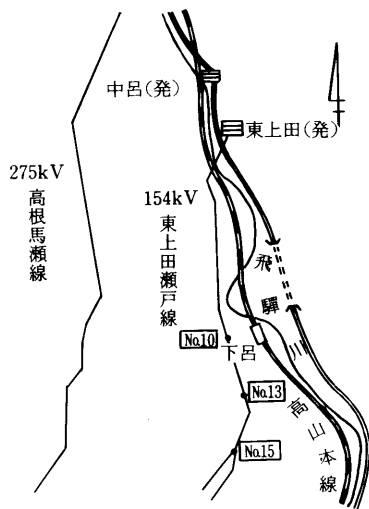 中呂(発)
東上田(発)
275kV
高根馬瀬線
154kV
東上田瀬戸線
飛驒川
No.10
下呂
No.13
高山本線
No.15